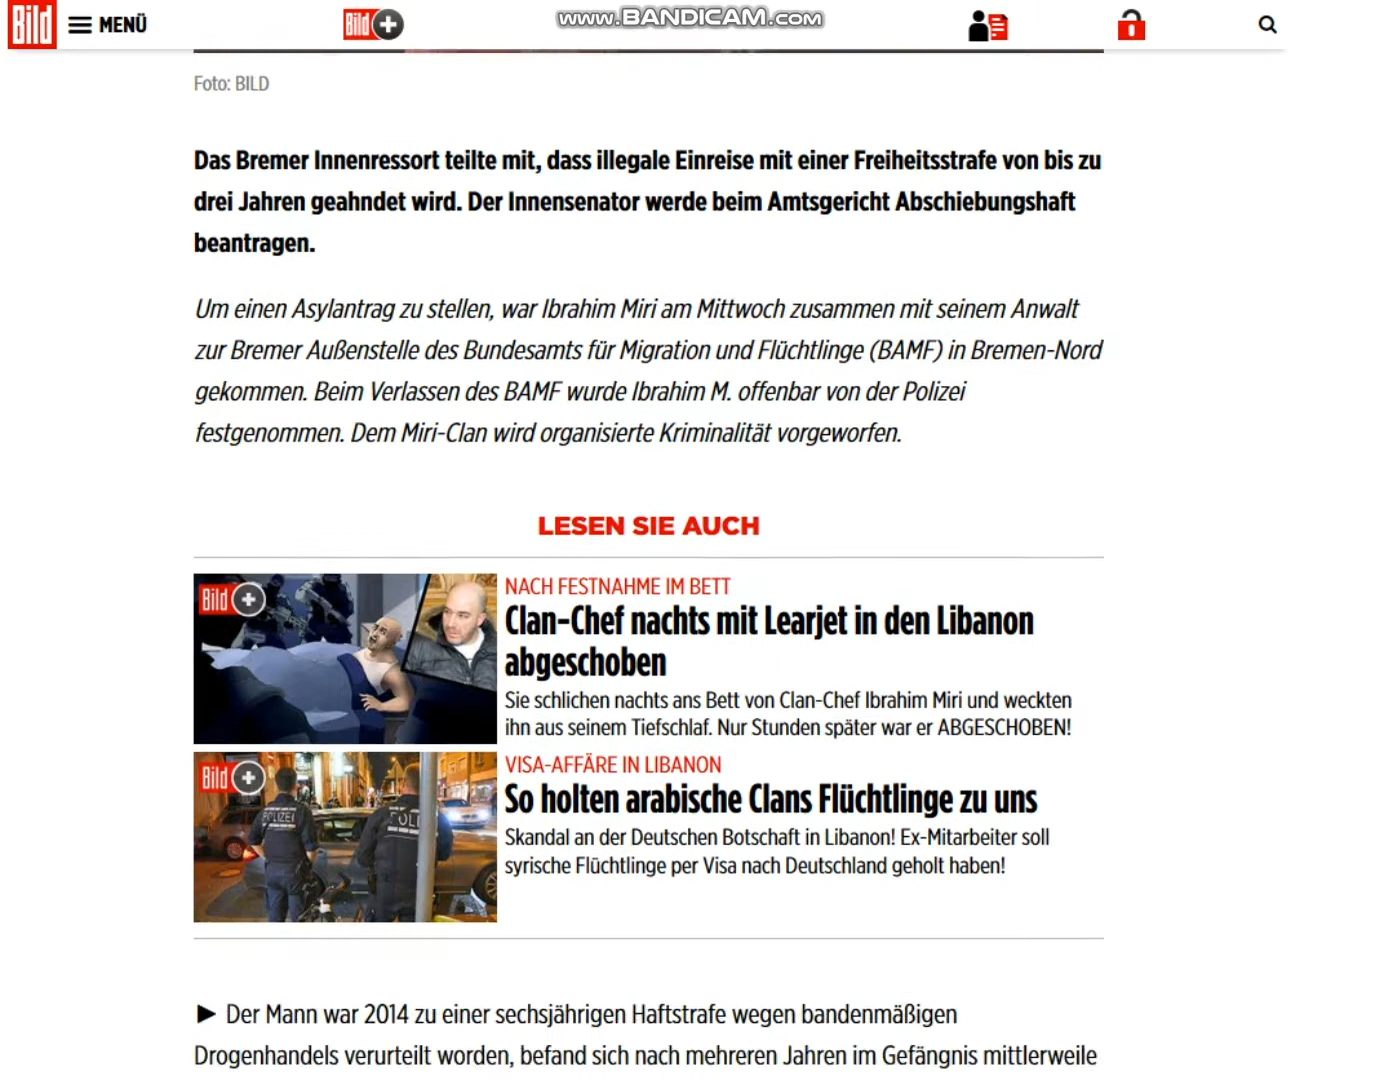 Bild
MENÜ
Bild +
www.BANDICAM.com
Foto: BILD
Das Bremer Innenressort teilte mit, dass illegale Einreise mit einer Freiheitsstrafe von bis zu
drei Jahren geahndet wird. Der Innensenator werde beim Amtsgericht Abschiebungshaft
beantragen.
Um einen Asylantrag zu stellen, war Ibrahim Miri am Mittwoch zusammen mit seinem Anwalt
zur Bremer Außenstelle des Bundesamts für Migration und Flüchtlinge (BAMF) in Bremen-Nord
gekommen. Beim Verlassen des BAMF wurde Ibrahim M. offenbar von der Polizei
festgenommen. Dem Miri-Clan wird organisierte Kriminalität vorgeworfen.
LESEN SIE AUCH
Bild +
NACH FESTNAHME IM BETT
Clan-Chef nachts mit Learjet in den Libanon
abgeschoben
Sie schlichen nachts ans Bett von Clan-Chef Ibrahim Miri und weckten
ihn aus seinem Tiefschlaf. Nur Stunden später war er ABGESCHOBEN!
Bild +
POLIZEI
POLI
VISA-AFFÄRE IN LIBANON
So holten arabische Clans Flüchtlinge zu uns
Skandal an der Deutschen Botschaft in Libanon! Ex-Mitarbeiter soll
syrische Flüchtlinge per Visa nach Deutschland geholt haben!
► Der Mann war 2014 zu einer sechsjährigen Haftstrafe wegen bandenmäßigen
Drogenhandels verurteilt worden, befand sich nach mehreren Jahren im Gefängnis mittlerweile